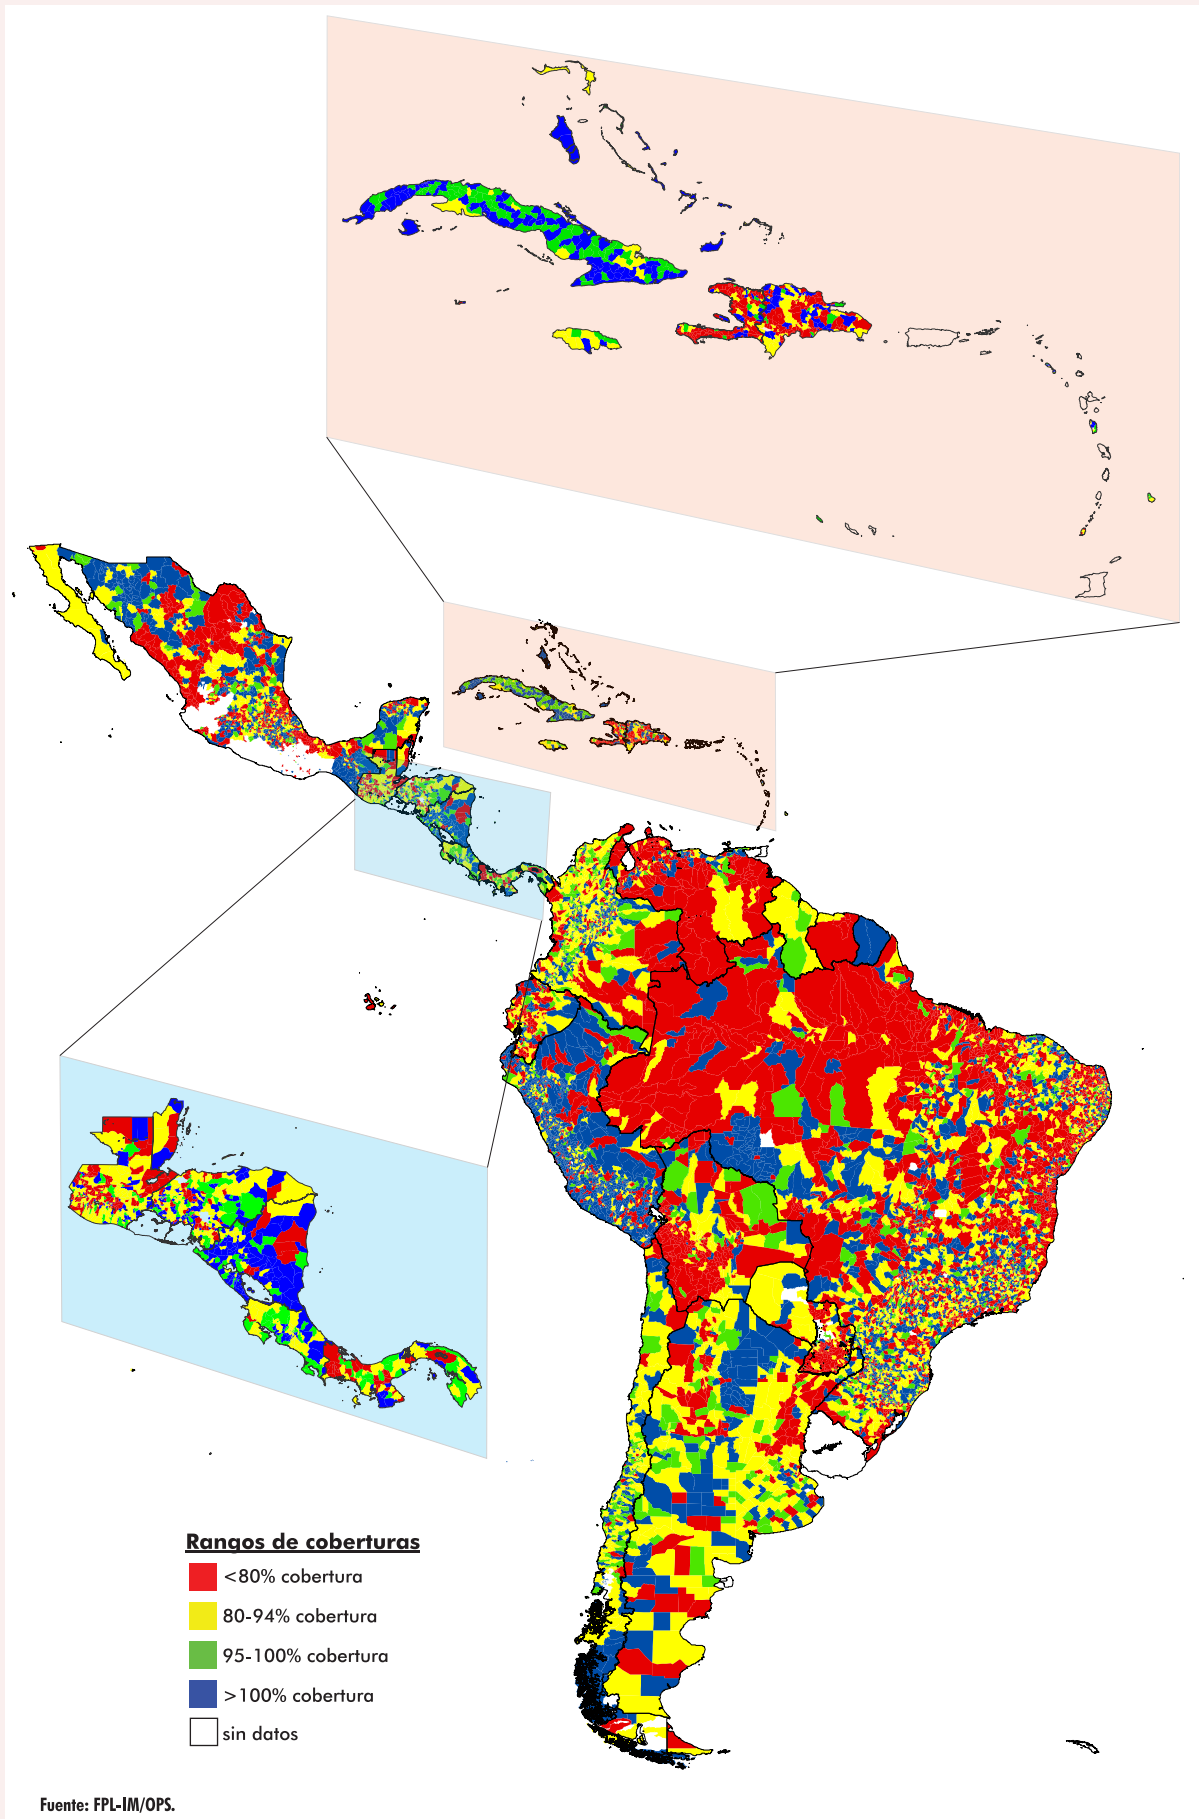 Rangos de coberturas
<80% cobertura
80-94% cobertura
95-100% cobertura
>100% cobertura
sin datos
Fuente: FPL-IM/OPS.